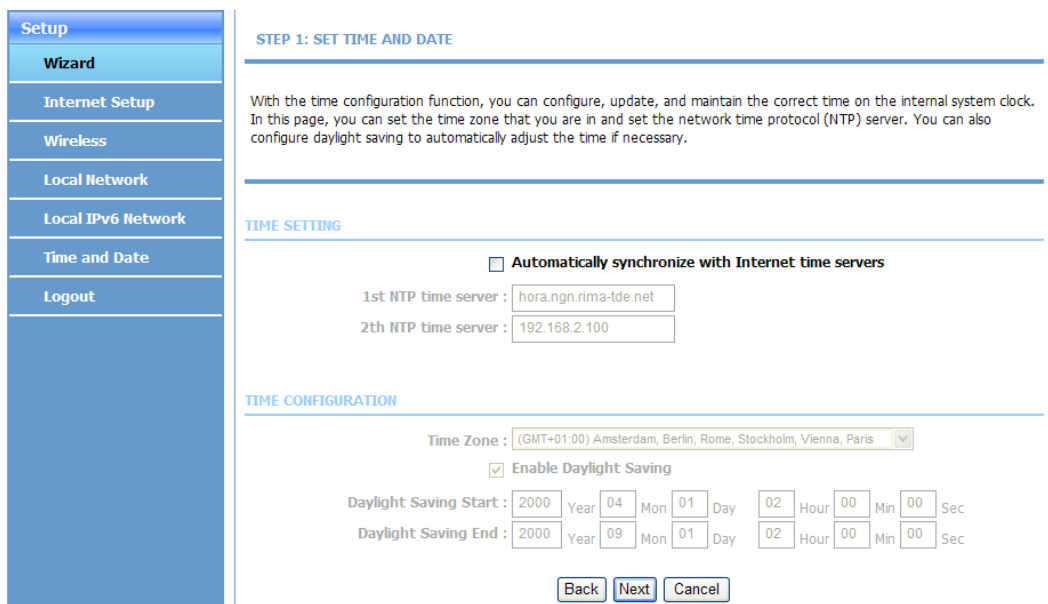 Setup
Wizard
Internet Setup
Wireless
Local Network
Local IPv6 Network
Time and Date
Logout
STEP 1: SET TIME AND DATE
With the time configuration function, you can configure, update, and maintain the correct time on the internal system clock.
In this page, you can set the time zone that you are in and set the network time protocol (NTP) server. You can also
configure daylight saving to automatically adjust the time if necessary.
TIME SETTING
Automatically synchronize with Internet time servers
1st NTP time server : hora.ngn.rima-tde.net
2th NTP time server : 192.168.2.100
TIME CONFIGURATION
Time Zone : (GMT+01:00) Amsterdam, Berlin, Rome, Stockholm, Vienna, Paris
Enable Daylight Saving
Daylight Saving Start : 2000 Year 04 Mon 01 Day 02 Hour 00 Min 00 Sec
Daylight Saving End : 2000 Year 09 Mon 01 Day 02 Hour 00 Min 00 Sec
Back Next Cancel